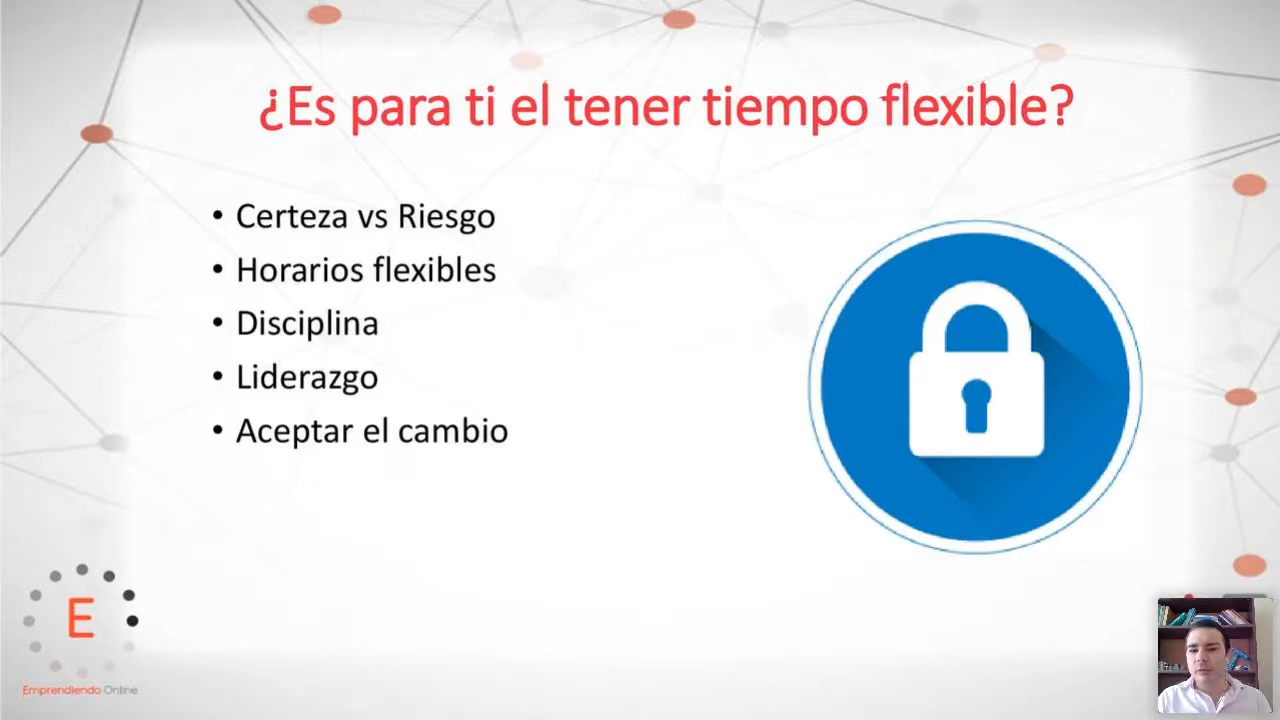 ¿Es para ti el tener tiempo flexible?
• Certeza vs Riesgo
• Horarios flexibles
• Disciplina
• Liderazgo
• Aceptar el cambio
E
Emprendiendo Online